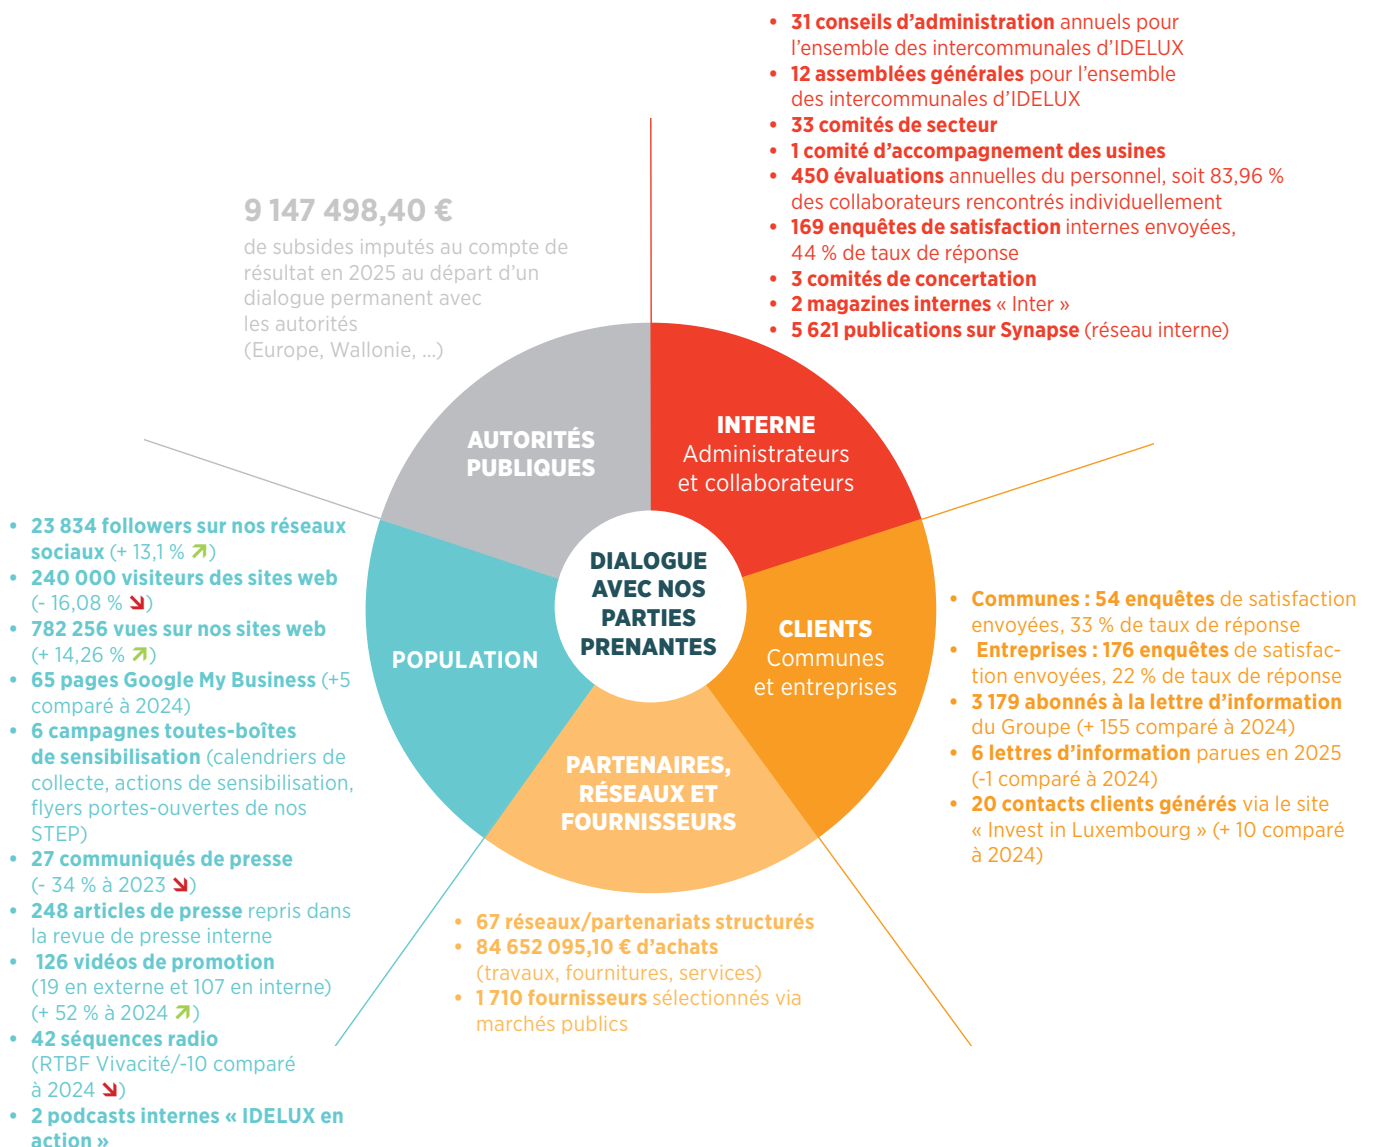 • 31 conseils d'administration annuels pour
l'ensemble des intercommunales d'IDELUX
• 12 assemblées générales pour l'ensemble
des intercommunales d'IDELUX
• 33 comités de secteur
• 1 comité d'accompagnement des usines
• 450 évaluations annuelles du personnel, soit 83,96 %
des collaborateurs rencontrés individuellement
• 169 enquêtes de satisfaction internes envoyées,
44 % de taux de réponse
• 3 comités de concertation
• 2 magazines internes « Inter »
• 5 621 publications sur Synapse (réseau interne)
9 147 498,40 €
de subsides imputés au compte de
résultat en 2025 au départ d'un
dialogue permanent avec
les autorités
(Europe, Wallonie, ...)
AUTORITÉS
PUBLIQUES
INTERNE
Administrateurs
et collaborateurs
DIALOGUE
AVEC NOS
PARTIES
PRENANTES
POPULATION
CLIENTS
Communes
et entreprises
PARTENAIRES,
RÉSEAUX ET
FOURNISSEURS
• 23 834 followers sur nos réseaux
sociaux (+ 13,1 % ↗)
• 240 000 visiteurs des sites web
(- 16,08 % ↘)
• 782 256 vues sur nos sites web
(+ 14,26 % ↗)
• 65 pages Google My Business (+5
comparé à 2024)
• 6 campagnes toutes-boîtes
de sensibilisation (calendriers de
collecte, actions de sensibilisation,
flyers portes-ouvertes de nos
STEP)
• 27 communiqués de presse
(- 34 % à 2023 ↘)
• 248 articles de presse repris dans
la revue de presse interne
• 126 vidéos de promotion
(19 en externe et 107 en interne)
(+ 52 % à 2024 ↗)
• 42 séquences radio
(RTBF Vivacité/-10 comparé
à 2024 ↘)
• 2 podcasts internes « IDELUX en
action »
• Communes : 54 enquêtes de satisfaction
envoyées, 33 % de taux de réponse
• Entreprises : 176 enquêtes de satisfac-
tion envoyées, 22 % de taux de réponse
• 3 179 abonnés à la lettre d'information
du Groupe (+ 155 comparé à 2024)
• 6 lettres d'information parues en 2025
(-1 comparé à 2024)
• 20 contacts clients générés via le site
« Invest in Luxembourg » (+ 10 comparé
à 2024)
• 67 réseaux/partenariats structurés
• 84 652 095,10 € d'achats
(travaux, fournitures, services)
• 1 710 fournisseurs sélectionnés via
marchés publics